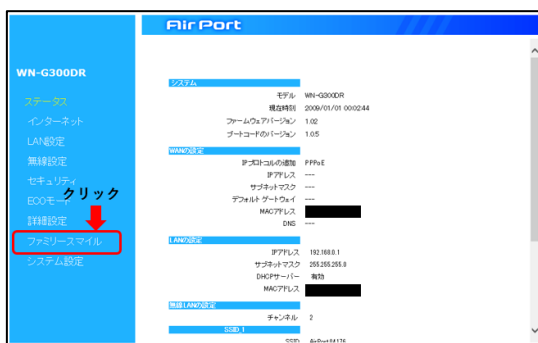 AirPort
WN-G300DR
ステータス
インターネット
LAN設定
無線設定
セキュリティ
ECOモード
クリック
詳細設定
ファミリースマイル
システム設定
システム
モデル WN-G300DR
現在時刻 2009/01/01 00:02:44
ファームウェアバージョン 1.02
ブートコードのバージョン 1.05
WANの設定
IPプロトコルの追加 PPPoE
IPアドレス ---
サブネットマスク ---
デフォルトゲートウェイ ---
MACアドレス
DNS ---
LANの設定
IPアドレス 192.168.0.1
サブネットマスク 255.255.255.0
DHCPサーバー 有効
MACアドレス
無線LANの設定
チャンネル 2
SSID_1
SSID AirPort84176